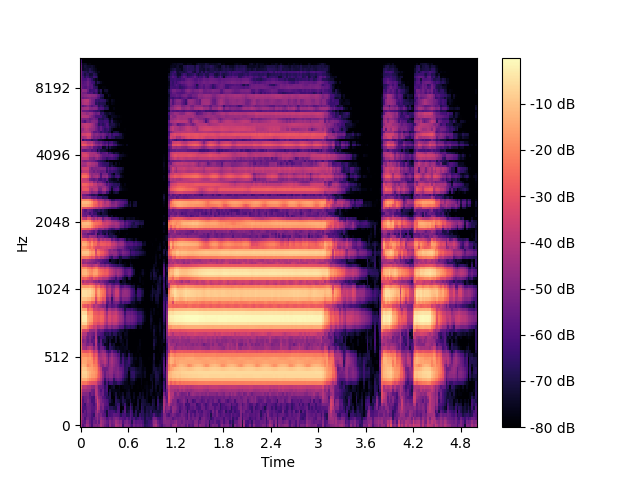 8192
4096
2048
1024
512
0
Hz
0 0.6 1.2 1.8 2.4 3 3.6 4.2 4.8
Time
-10 dB
-20 dB
-30 dB
-40 dB
-50 dB
-60 dB
-70 dB
-80 dB